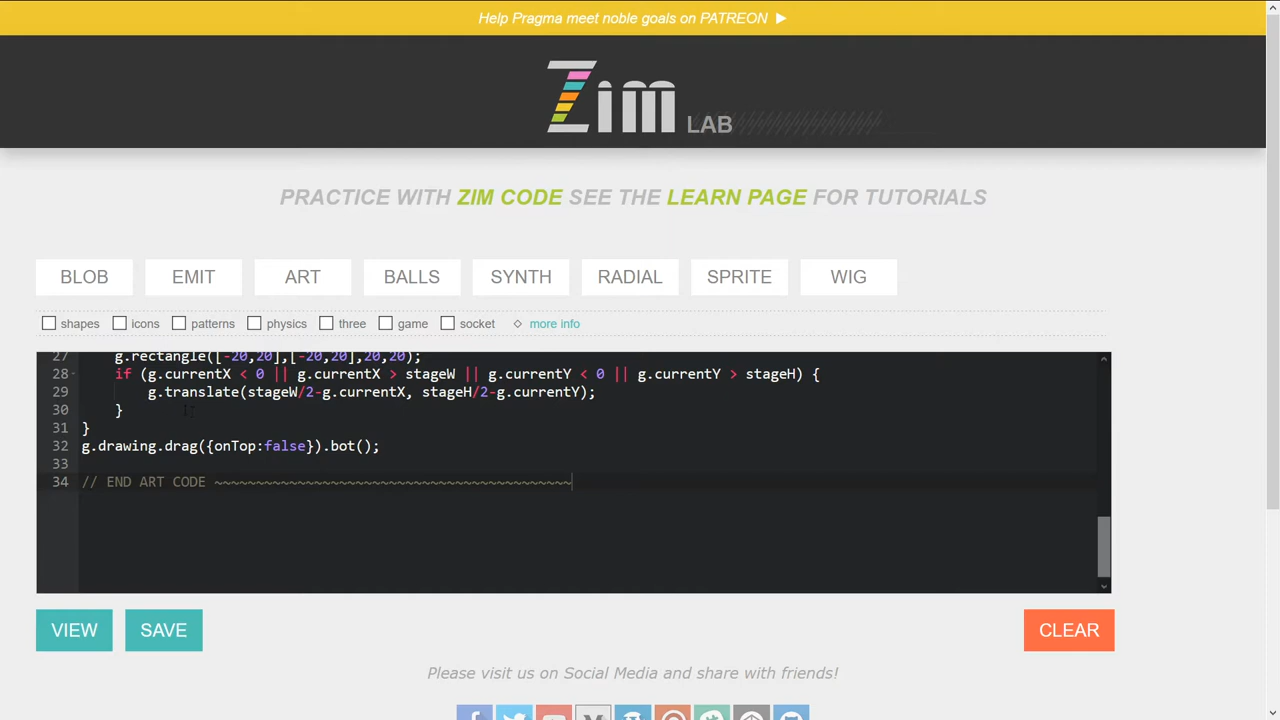 Help Pragma meet noble goals on PATREON ▶
Zim LAB
PRACTICE WITH ZIM CODE SEE THE LEARN PAGE FOR TUTORIALS
BLOB EMIT ART BALLS SYNTH RADIAL SPRITE WIG
shapes icons patterns physics three game socket ◇ more info
27 g.rectangle([-20,20],[-20,20],20,20);
28 if (g.currentX < 0 || g.currentX > stageW || g.currentY < 0 || g.currentY > stageH) {
29 g.translate(stageW/2-g.currentX, stageH/2-g.currentY);
30 }
31 }
32 g.drawing.drag({onTop:false}).bot();
33
34 // END ART CODE ~~~~~~~~~~~~~~~~~~~~~~~~~~~~~~~~~~~~~~~~~~~
VIEW SAVE CLEAR
Please visit us on Social Media and share with friends!